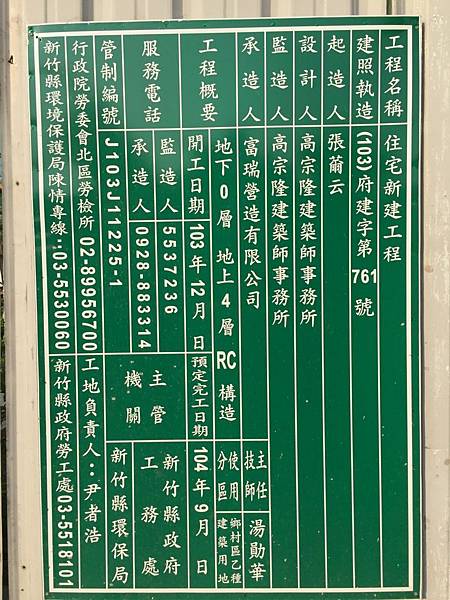 工程名稱 住宅新建工程
建照執造 (103)府建字第761號
起造人 張萳云
設計人 高宗隆建築師事務所
監造人 高宗隆建築師事務所
承造人 富瑞營造有限公司
主任技師 湯勛華
工程概要 地下0層 地上4層RC構造
使用分區 鄉村區乙種建築用地
開工日期 103年12月 日
預定完工日期 104年9月 日
服務電話
監造人 5537236
承造人 0928-883314
主管機關
新竹縣政府工務處
新竹縣環保局
管制編號 J103J11225-1
行政院勞委會北區勞檢所 02-89956700
工地負責人::尹者浩
新竹縣環境保護局陳情專線::03-5530060
新竹縣政府勞工處03-5518101